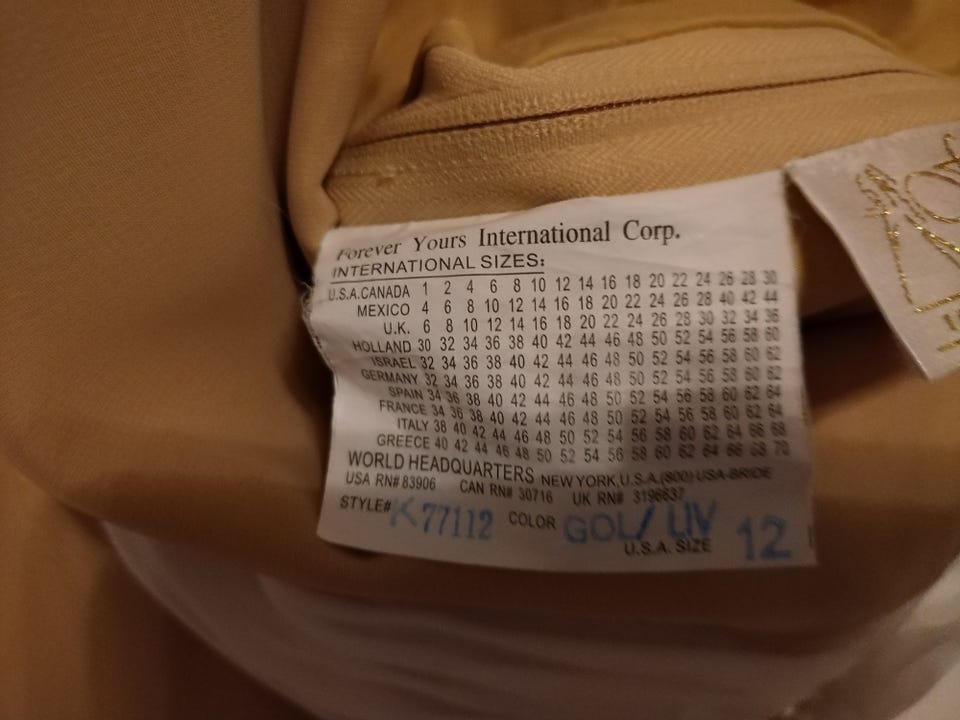 Forever Yours International Corp.
INTERNATIONAL SIZES:
U.S.A.CANADA 1 2 4 6 8 10 12 14 16 18 20 22 24 26 28 30
MEXICO 4 6 8 10 12 14 16 18 20 22 24 26 28 40 42 44
U.K. 6 8 10 12 14 16 18 20 22 24 26 28 30 32 34 36
HOLLAND 30 32 34 36 38 40 42 44 46 48 50 52 54 56 58 60
ISRAEL 32 34 36 38 40 42 44 46 48 50 52 54 56 58 60 62
GERMANY 32 34 36 38 40 42 44 46 48 50 52 54 56 58 60 62
SPAIN 34 36 38 40 42 44 46 48 50 52 54 56 58 60 62 64
FRANCE 34 36 38 40 42 44 46 48 50 52 54 56 58 60 62 64
ITALY 38 40 42 44 46 48 50 52 54 56 58 60 62 64 66 68
GREECE 40 42 44 46 48 50 52 54 56 58 60 62 64 66 68 70
WORLD HEADQUARTERS NEW YORK, U.S.A. (800) USA-BRIDE
USA RN# 83906 CAN RN# 30716 UK RN# 3196637
STYLE# K77112 COLOR GOL/LIV
U.S.A. SIZE 12